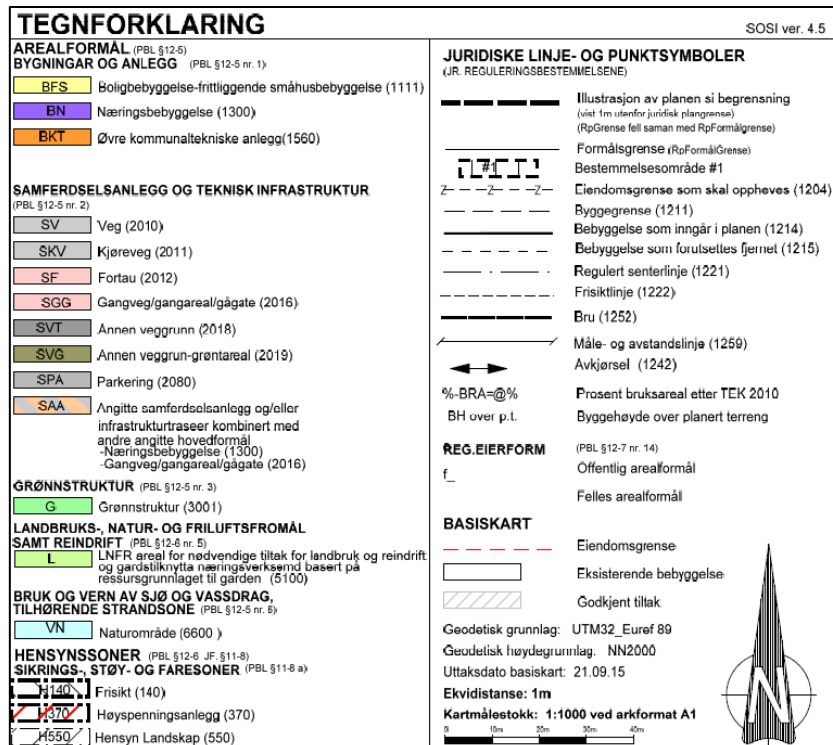 TEGNFORKLARING
SOSI ver. 4.5
AREALFORMÅL (PBL §12-5)
BYGNINGAR OG ANLEGG (PBL §12-5 nr. 1)
BFS Boligbebyggelse-frittliggende småhusbebyggelse (1111)
BN Næringsbebyggelse (1300)
BKT Øvre kommunaltekniske anlegg(1560)
SAMFERDSELSANLEGG OG TEKNISK INFRASTRUKTUR
(PBL §12-5 nr. 2)
SV Veg (2010)
SKV Kjøreveg (2011)
SF Fortau (2012)
SGG Gangveg/gangareal/gågate (2016)
SVT Annen veggrunn (2018)
SVG Annen veggrun-grøntareal (2019)
SPA Parkering (2080)
SAA Angitte samferdselsanlegg og/eller
infrastrukturtraseer kombinert med
andre angitte hovedformål
-Næringsbebyggelse (1300)
-Gangveg/gangareal/gågate (2016)
GRØNNSTRUKTUR (PBL §12-5 nr. 3)
G Grønnstruktur (3001)
LANDBRUKS-, NATUR- OG FRILUFTSFROMÅL
SAMT REINDRIFT (PBL §12-6 nr. 5)
L LNFR areal for nødvendige tiltak for landbruk og reindrift
og gardstilknytta næringsverksemd basert på
ressursgrunnlaget til garden (5100)
BRUK OG VERN AV SJØ OG VASSDRAG,
TILHØRENDE STRANDSONE (PBL §12-5 nr. 6)
VN Naturområde (6600 )
HENSYNSSONER (PBL §12-6 JF. §11-8)
SIKRINGS-, STØY- OG FARESONER (PBL §11-8 a)
H140 Frisikt (140)
H370 Høyspenningsanlegg (370)
H550 Hensyn Landskap (550)
JURIDISKE LINJE- OG PUNKTSYMBOLER
(JR. REGULERINGSBESTEMMELSENE)
Illustrasjon av planen si begrensning
(vist 1m utenfor juridisk plangrense)
(RpGrense fell saman med RpFormålgrense)
Formålsgrense (RpFormålGrense)
#1 Bestemmelsesområde #1
Z Z Z Eiendomsgrense som skal oppheves (1204)
Byggegrense (1211)
Bebyggelse som inngår i planen (1214)
Bebyggelse som forutsettes fjernet (1215)
Regulert senterlinje (1221)
Frisiktlinje (1222)
Bru (1252)
Måle- og avstandslinje (1259)
Avkjørsel (1242)
%-BRA=@% Prosent bruksareal etter TEK 2010
BH over p.t. Byggehøyde over planert terreng
REG.EIERFORM (PBL §12-7 nr. 14)
f_ Offentlig arealformål
Felles arealformål
BASISKART
Eiendomsgrense
Eksisterende bebyggelse
Godkjent tiltak
Geodetisk grunnlag: UTM32_Euref 89
Geodetisk høydegrunnlag: NN2000
Uttaksdato basiskart: 21.09.15
Ekvidistanse: 1m
Kartmålestokk: 1:1000 ved arkformat A1
0 10m 20m 30m 40m
N